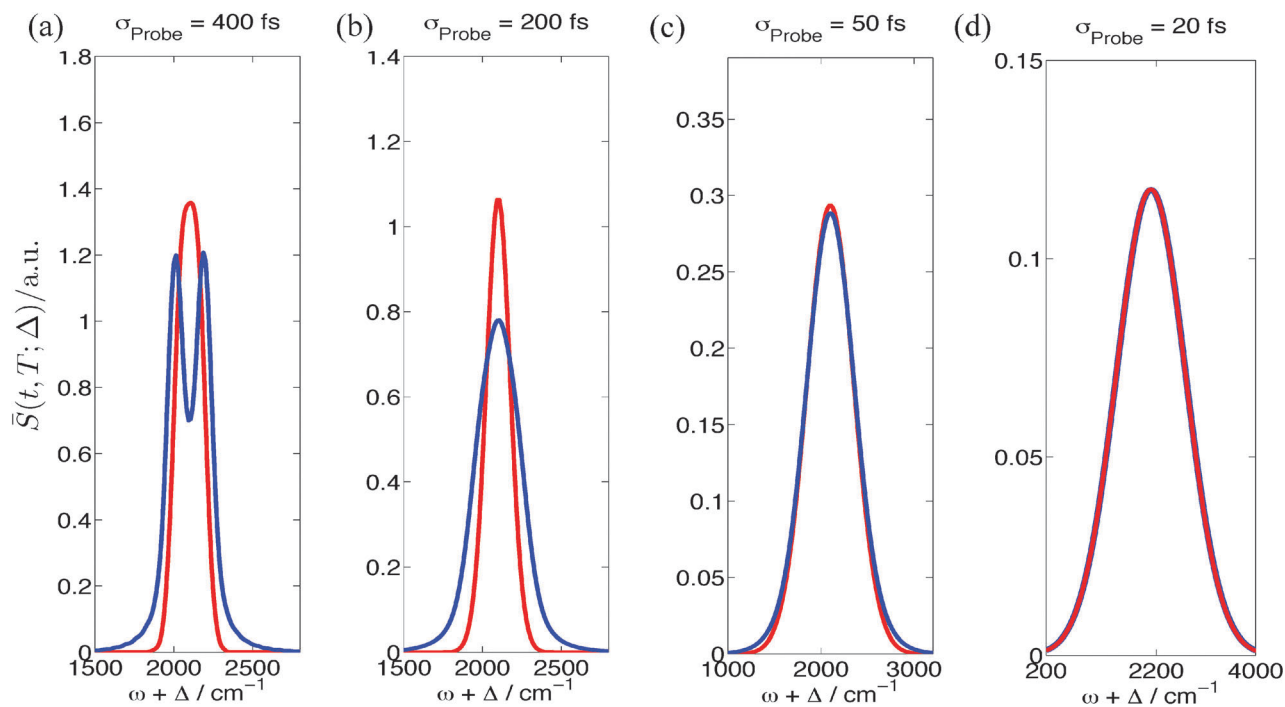 (a) σProbe = 400 fs
S̄(t, T; Δ)/a.u.
1.8
1.6
1.4
1.2
1
0.8
0.6
0.4
0.2
0
1500 2000 2500
ω + Δ / cm⁻¹
(b) σProbe = 200 fs
1.4
1.2
1
0.8
0.6
0.4
0.2
0
1500 2000 2500
ω + Δ / cm⁻¹
(c) σProbe = 50 fs
0.35
0.3
0.25
0.2
0.15
0.1
0.05
0
1000 2000 3000
ω + Δ / cm⁻¹
(d) σProbe = 20 fs
0.15
0.1
0.05
0
200 2200 4000
ω + Δ / cm⁻¹